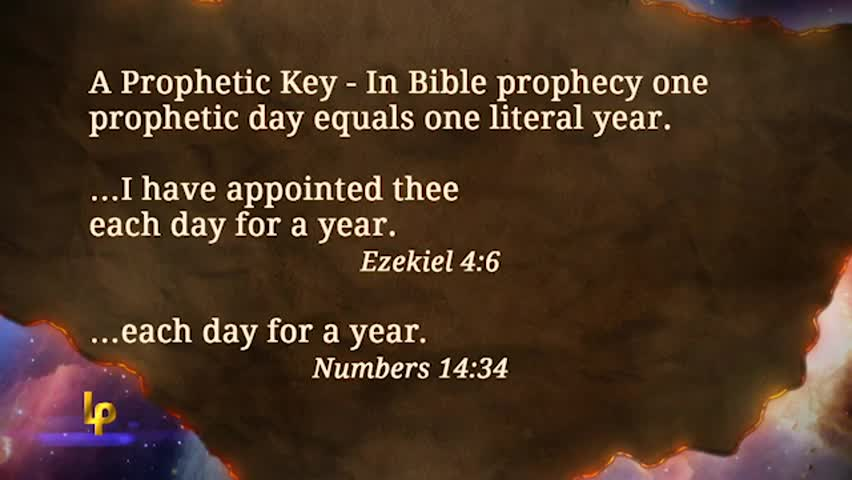 A Prophetic Key - In Bible prophecy one
prophetic day equals one literal year.
...I have appointed thee
each day for a year.
Ezekiel 4:6
...each day for a year.
Numbers 14:34
LP